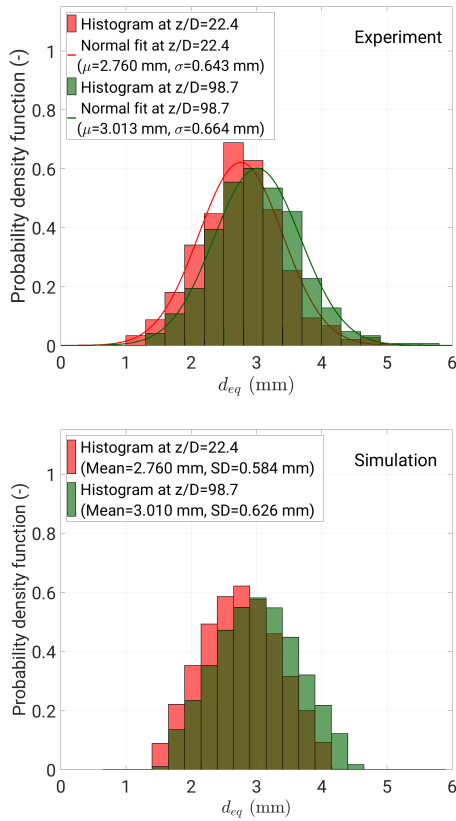 Histogram at z/D=22.4
Normal fit at z/D=22.4
(μ=2.760 mm, σ=0.643 mm)
Histogram at z/D=98.7
Normal fit at z/D=98.7
(μ=3.013 mm, σ=0.664 mm)
Experiment
Probability density function (-)
1
0.8
0.6
0.4
0.2
0
0 1 2 3 4 5 6
d_eq (mm)
Histogram at z/D=22.4
(Mean=2.760 mm, SD=0.584 mm)
Histogram at z/D=98.7
(Mean=3.010 mm, SD=0.626 mm)
Simulation
Probability density function (-)
1
0.8
0.6
0.4
0.2
0
0 1 2 3 4 5 6
d_eq (mm)